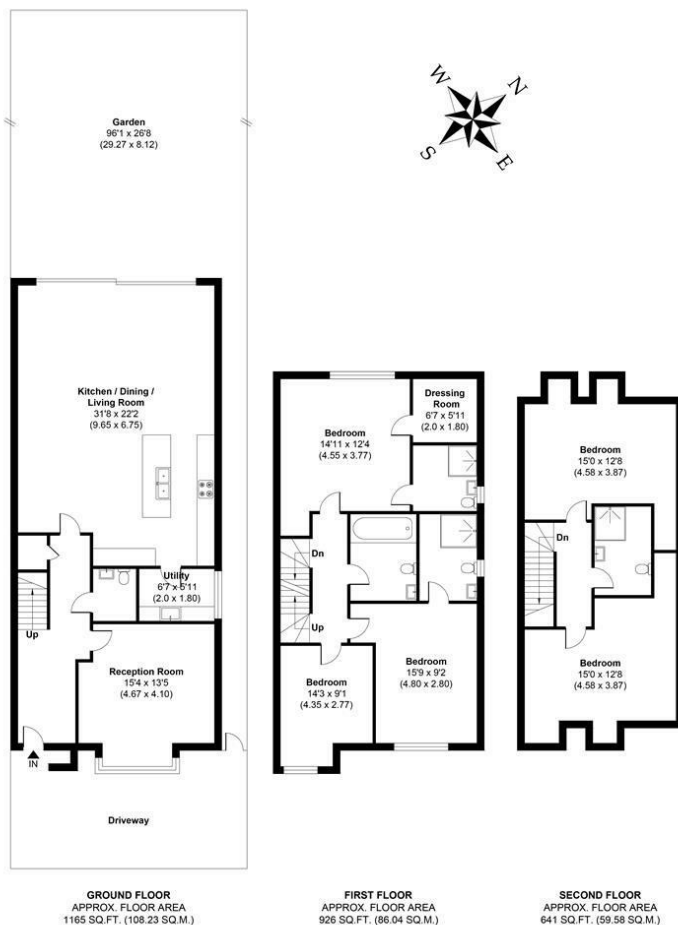 Garden
96'1 x 26'8
(29.27 x 8.12)
W
N
S
E
Kitchen / Dining /
Living Room
31'8 x 22'2
(9.65 x 6.75)
Utility
6'7 x 5'11
(2.0 x 1.80)
Up
Reception Room
15'4 x 13'5
(4.67 x 4.10)
IN
Driveway
GROUND FLOOR
APPROX. FLOOR AREA
1165 SQ.FT. (108.23 SQ.M.)
Dressing
Room
6'7 x 5'11
(2.0 x 1.80)
Bedroom
14'11 x 12'4
(4.55 x 3.77)
Dn
Up
Bedroom
15'9 x 9'2
(4.80 x 2.80)
Bedroom
14'3 x 9'1
(4.35 x 2.77)
FIRST FLOOR
APPROX. FLOOR AREA
926 SQ.FT. (86.04 SQ.M.)
Bedroom
15'0 x 12'8
(4.58 x 3.87)
Dn
Bedroom
15'0 x 12'8
(4.58 x 3.87)
SECOND FLOOR
APPROX. FLOOR AREA
641 SQ.FT. (59.58 SQ.M.)